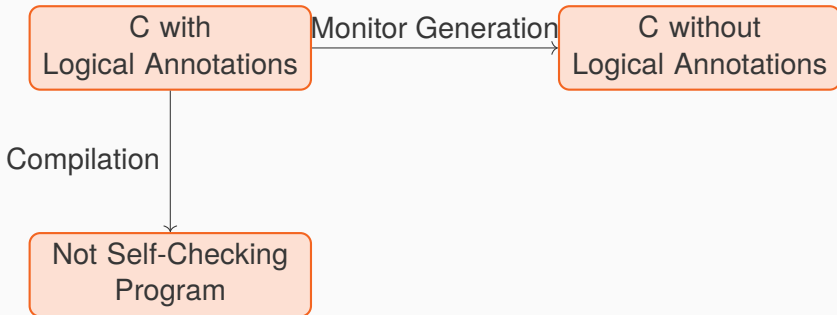 C with
Logical Annotations
Monitor Generation
C without
Logical Annotations
Compilation
Not Self-Checking
Program